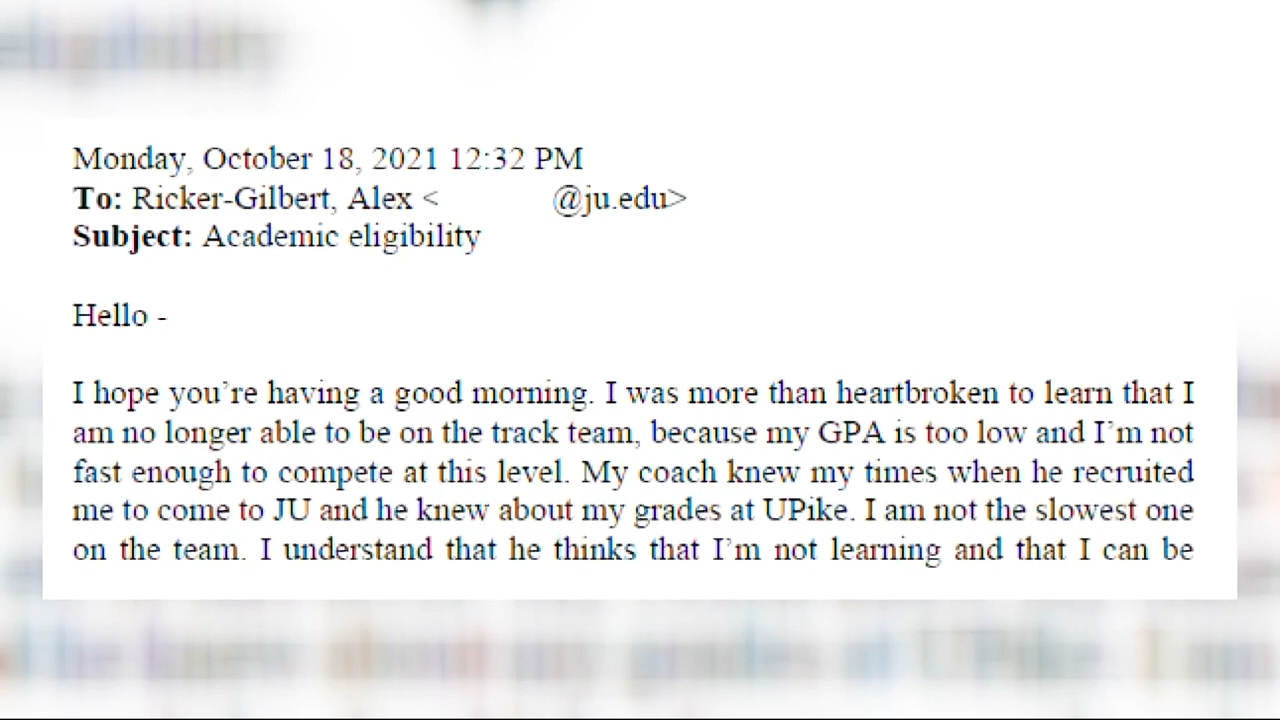 eligibility
Monday, October 18, 2021 12:32 PM
To: Ricker-Gilbert, Alex < @ju.edu>
Subject: Academic eligibility
Hello -
I hope you’re having a good morning. I was more than heartbroken to learn that I
am no longer able to be on the track team, because my GPA is too low and I’m not
fast enough to compete at this level. My coach knew my times when he recruited
me to come to JU and he knew about my grades at UPike. I am not the slowest one
on the team. I understand that he thinks that I’m not learning and that I can be